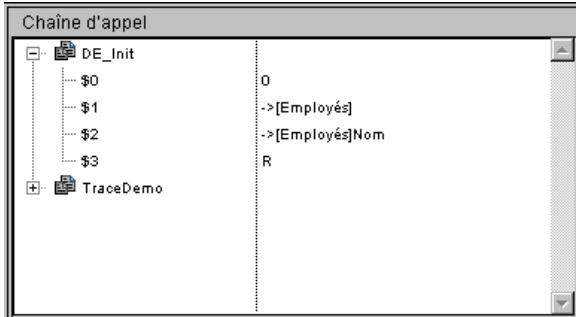 Chaîne d'appel
DE_Init
$0 0
$1 ->[Employés]
$2 ->[Employés]Nom
$3 R
TraceDemo